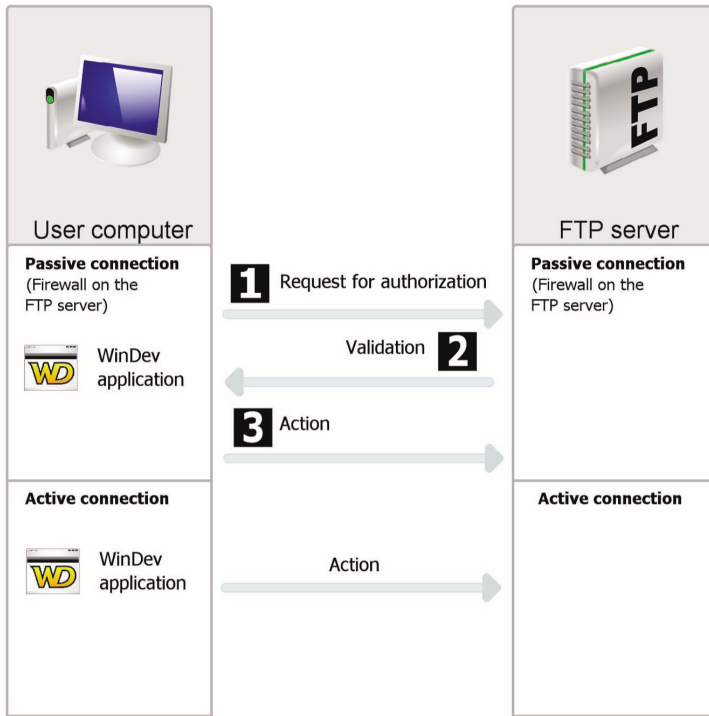 FTP
User computer
FTP server
Passive connection
(Firewall on the
FTP server)
WD
WinDev
application
1 Request for authorization
Validation 2
3 Action
Passive connection
(Firewall on the
FTP server)
Active connection
WD
WinDev
application
Action
Active connection